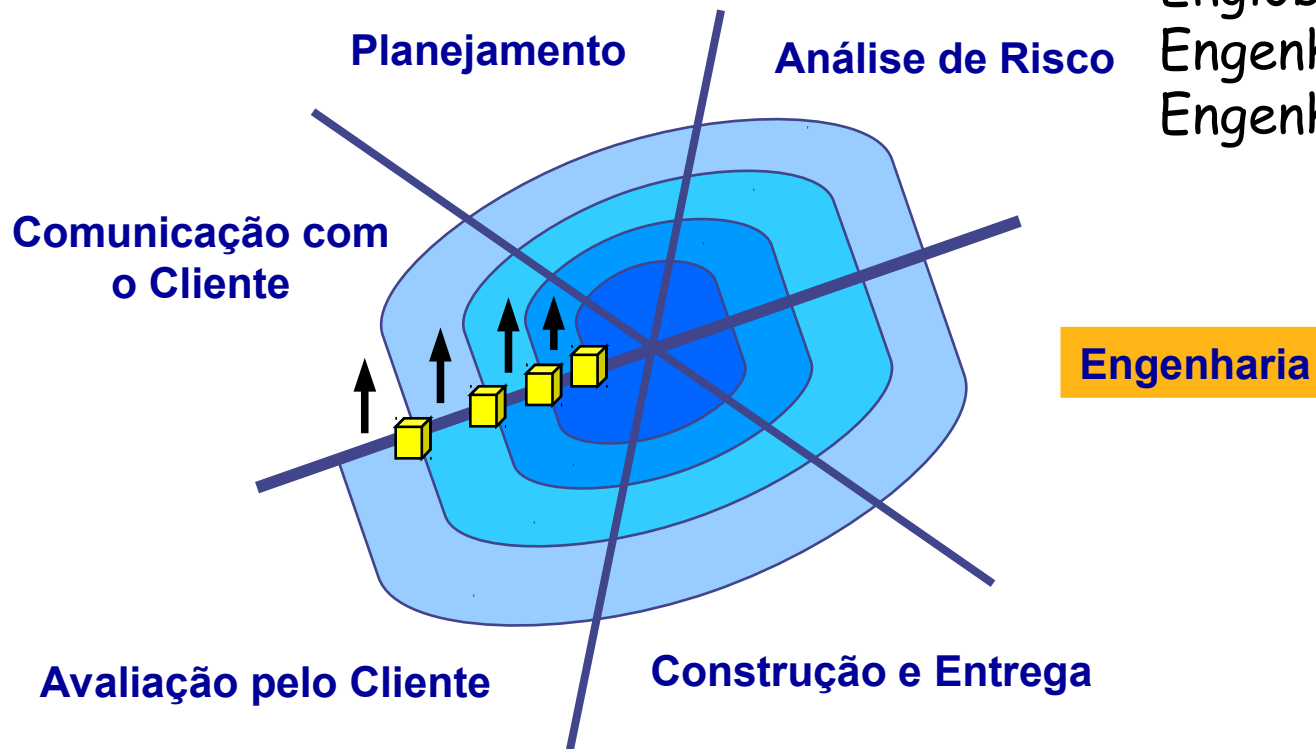 Planejamento
Análise de Risco
Comunicação com
o Cliente
Engenharia
Avaliação pelo Cliente
Construção e Entrega